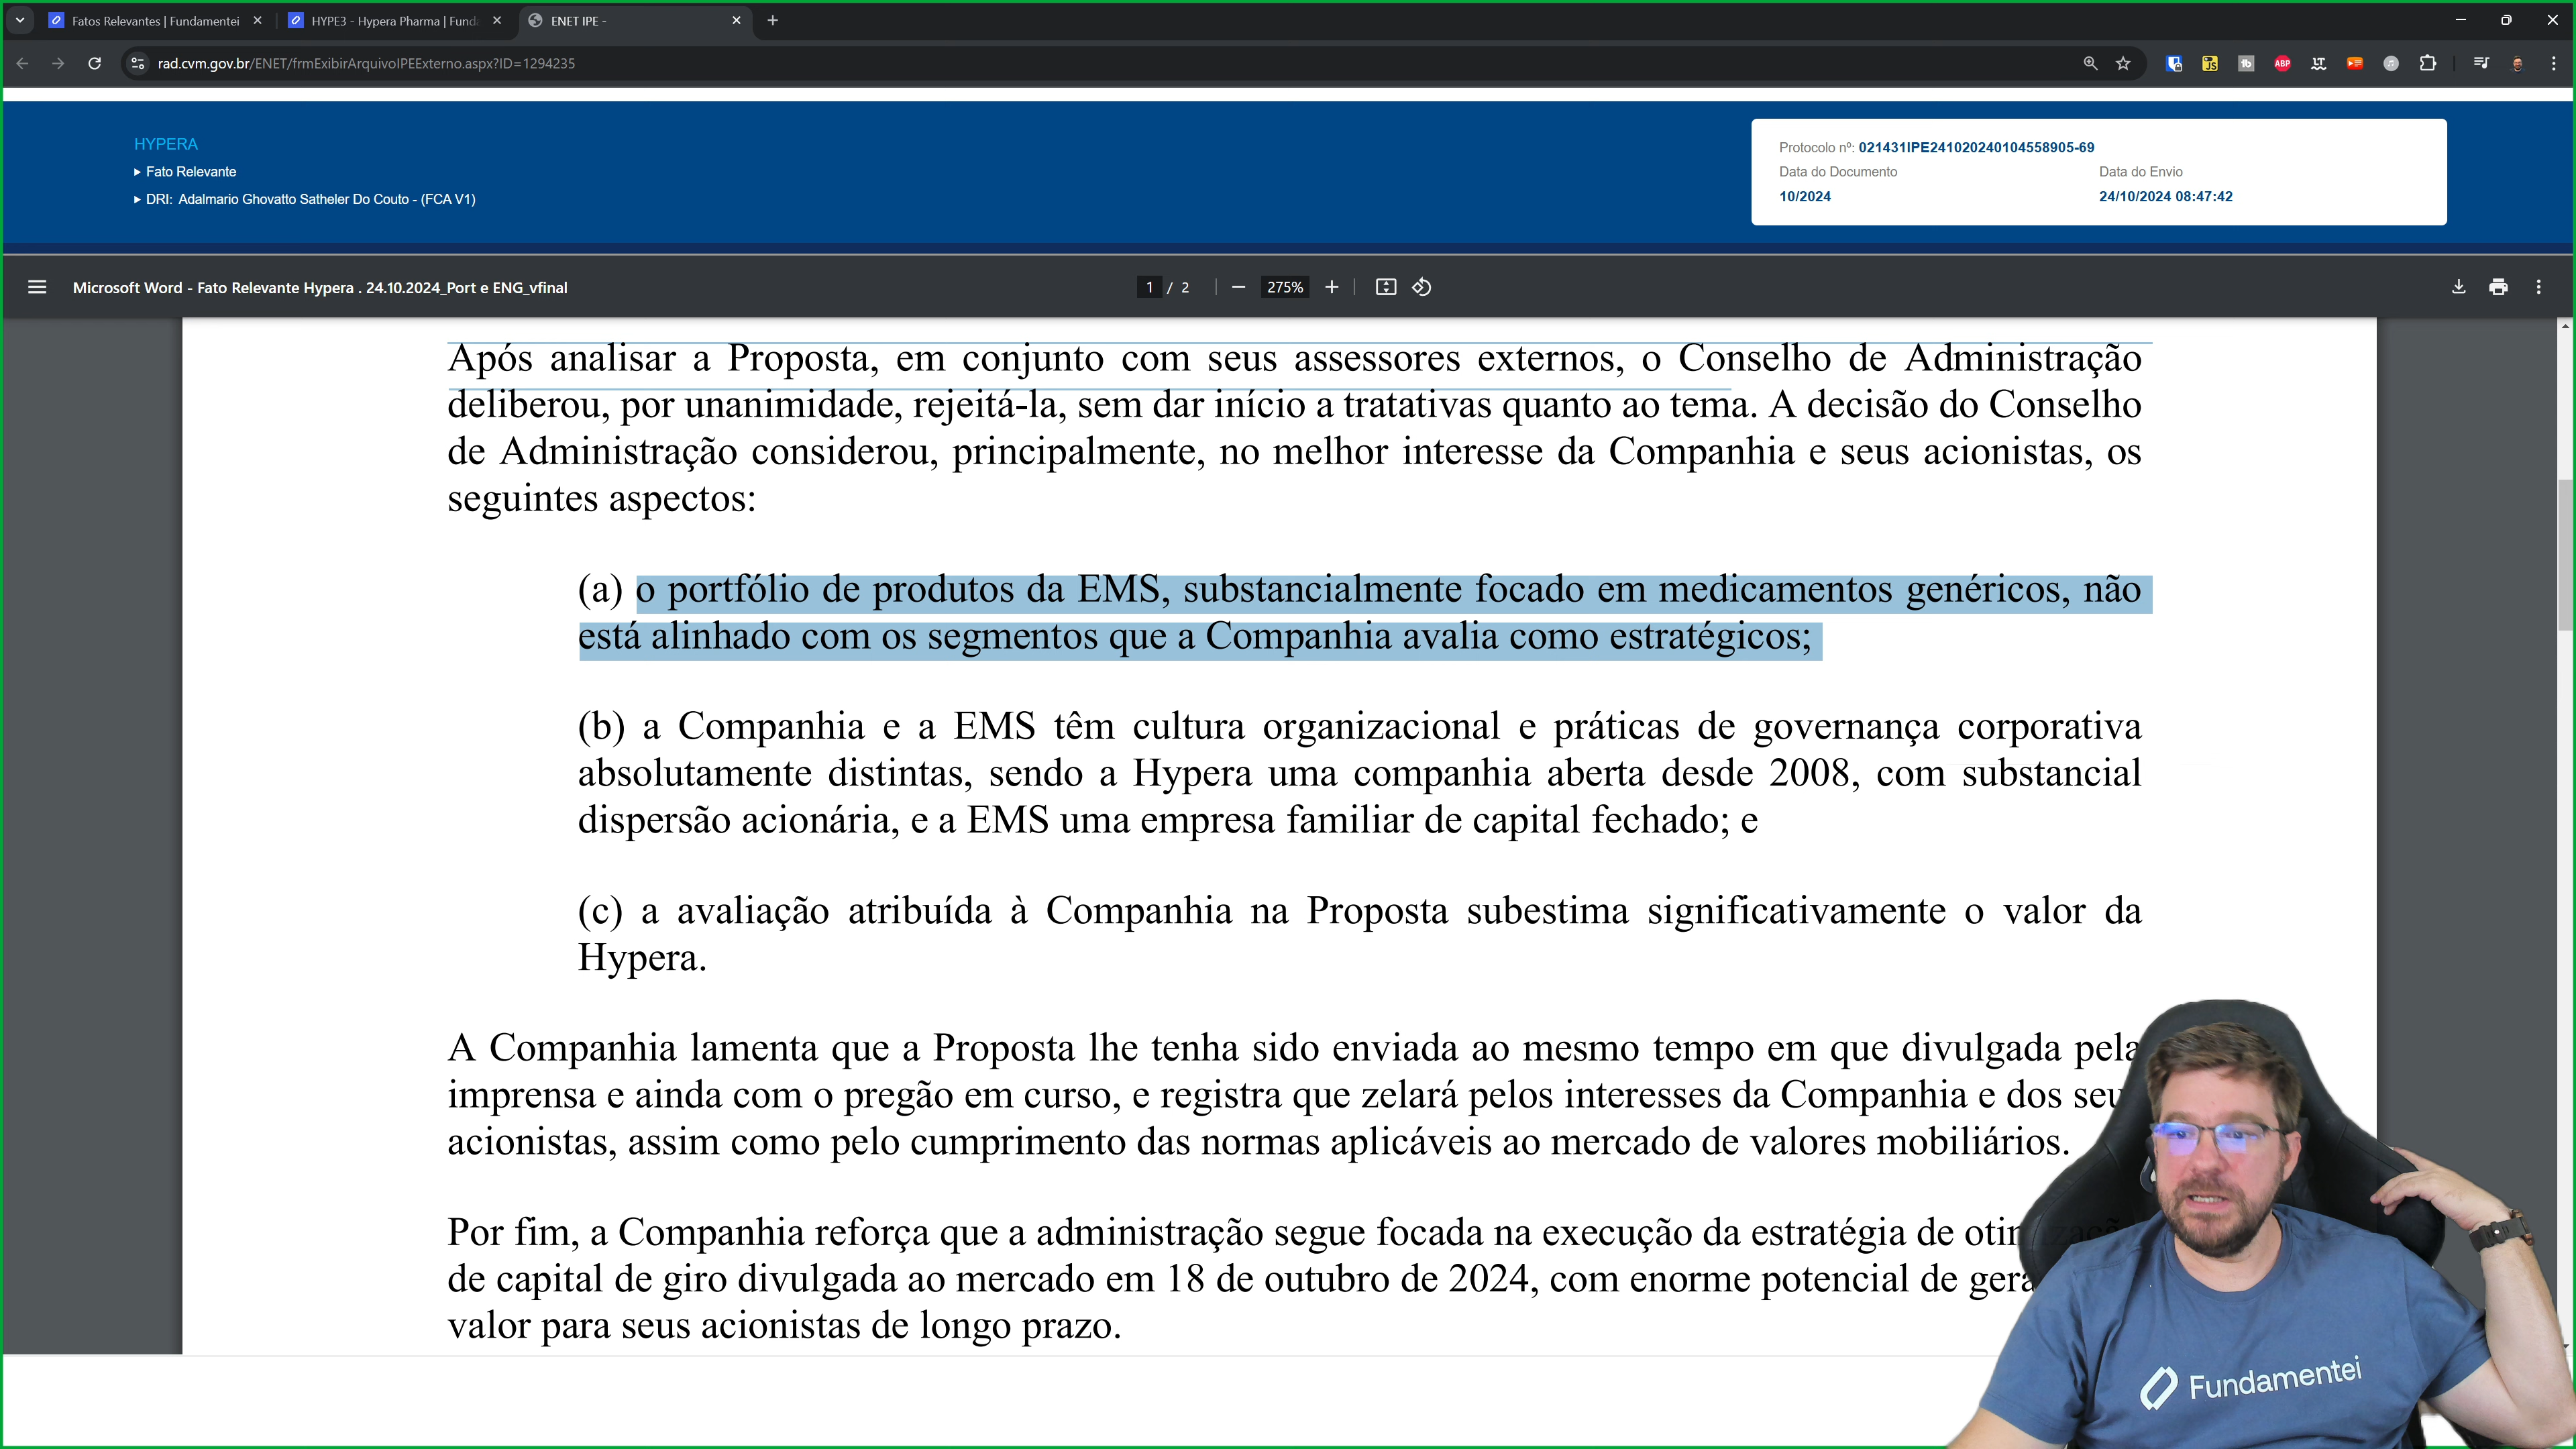 Fatos Relevantes | Fundamentei
HYPE3 - Hypera Pharma | Fund
ENET IPE -
rad.cvm.gov.br/ENET/frmExibirArquivoIPEExterno.aspx?ID=1294235
HYPERA
Fato Relevante
DRI: Adalmario Ghovatto Satheler Do Couto - (FCA V1)
Protocolo nº: 021431IPE241020240104558905-69
Data do Documento
Data do Envio
10/2024
24/10/2024 08:47:42
Microsoft Word - Fato Relevante Hypera . 24.10.2024_Port e ENG_vfinal
1 / 2
275%
Após analisar a Proposta, em conjunto com seus assessores externos, o Conselho de Administração
deliberou, por unanimidade, rejeitá-la, sem dar início a tratativas quanto ao tema. A decisão do Conselho
de Administração considerou, principalmente, no melhor interesse da Companhia e seus acionistas, os
seguintes aspectos:
(a) o portfólio de produtos da EMS, substancialmente focado em medicamentos genéricos, não
está alinhado com os segmentos que a Companhia avalia como estratégicos;
(b) a Companhia e a EMS têm cultura organizacional e práticas de governança corporativa
absolutamente distintas, sendo a Hypera uma companhia aberta desde 2008, com substancial
dispersão acionária, e a EMS uma empresa familiar de capital fechado; e
(c) a avaliação atribuída à Companhia na Proposta subestima significativamente o valor da
Hypera.
A Companhia lamenta que a Proposta lhe tenha sido enviada ao mesmo tempo em que divulgada pela
imprensa e ainda com o pregão em curso, e registra que zelará pelos interesses da Companhia e dos seu
acionistas, assim como pelo cumprimento das normas aplicáveis ao mercado de valores mobiliários.
Por fim, a Companhia reforça que a administração segue focada na execução da estratégia de
de capital de giro divulgada ao mercado em 18 de outubro de 2024, com enorme potencial de gera
valor para seus acionistas de longo prazo.
Fundamentei